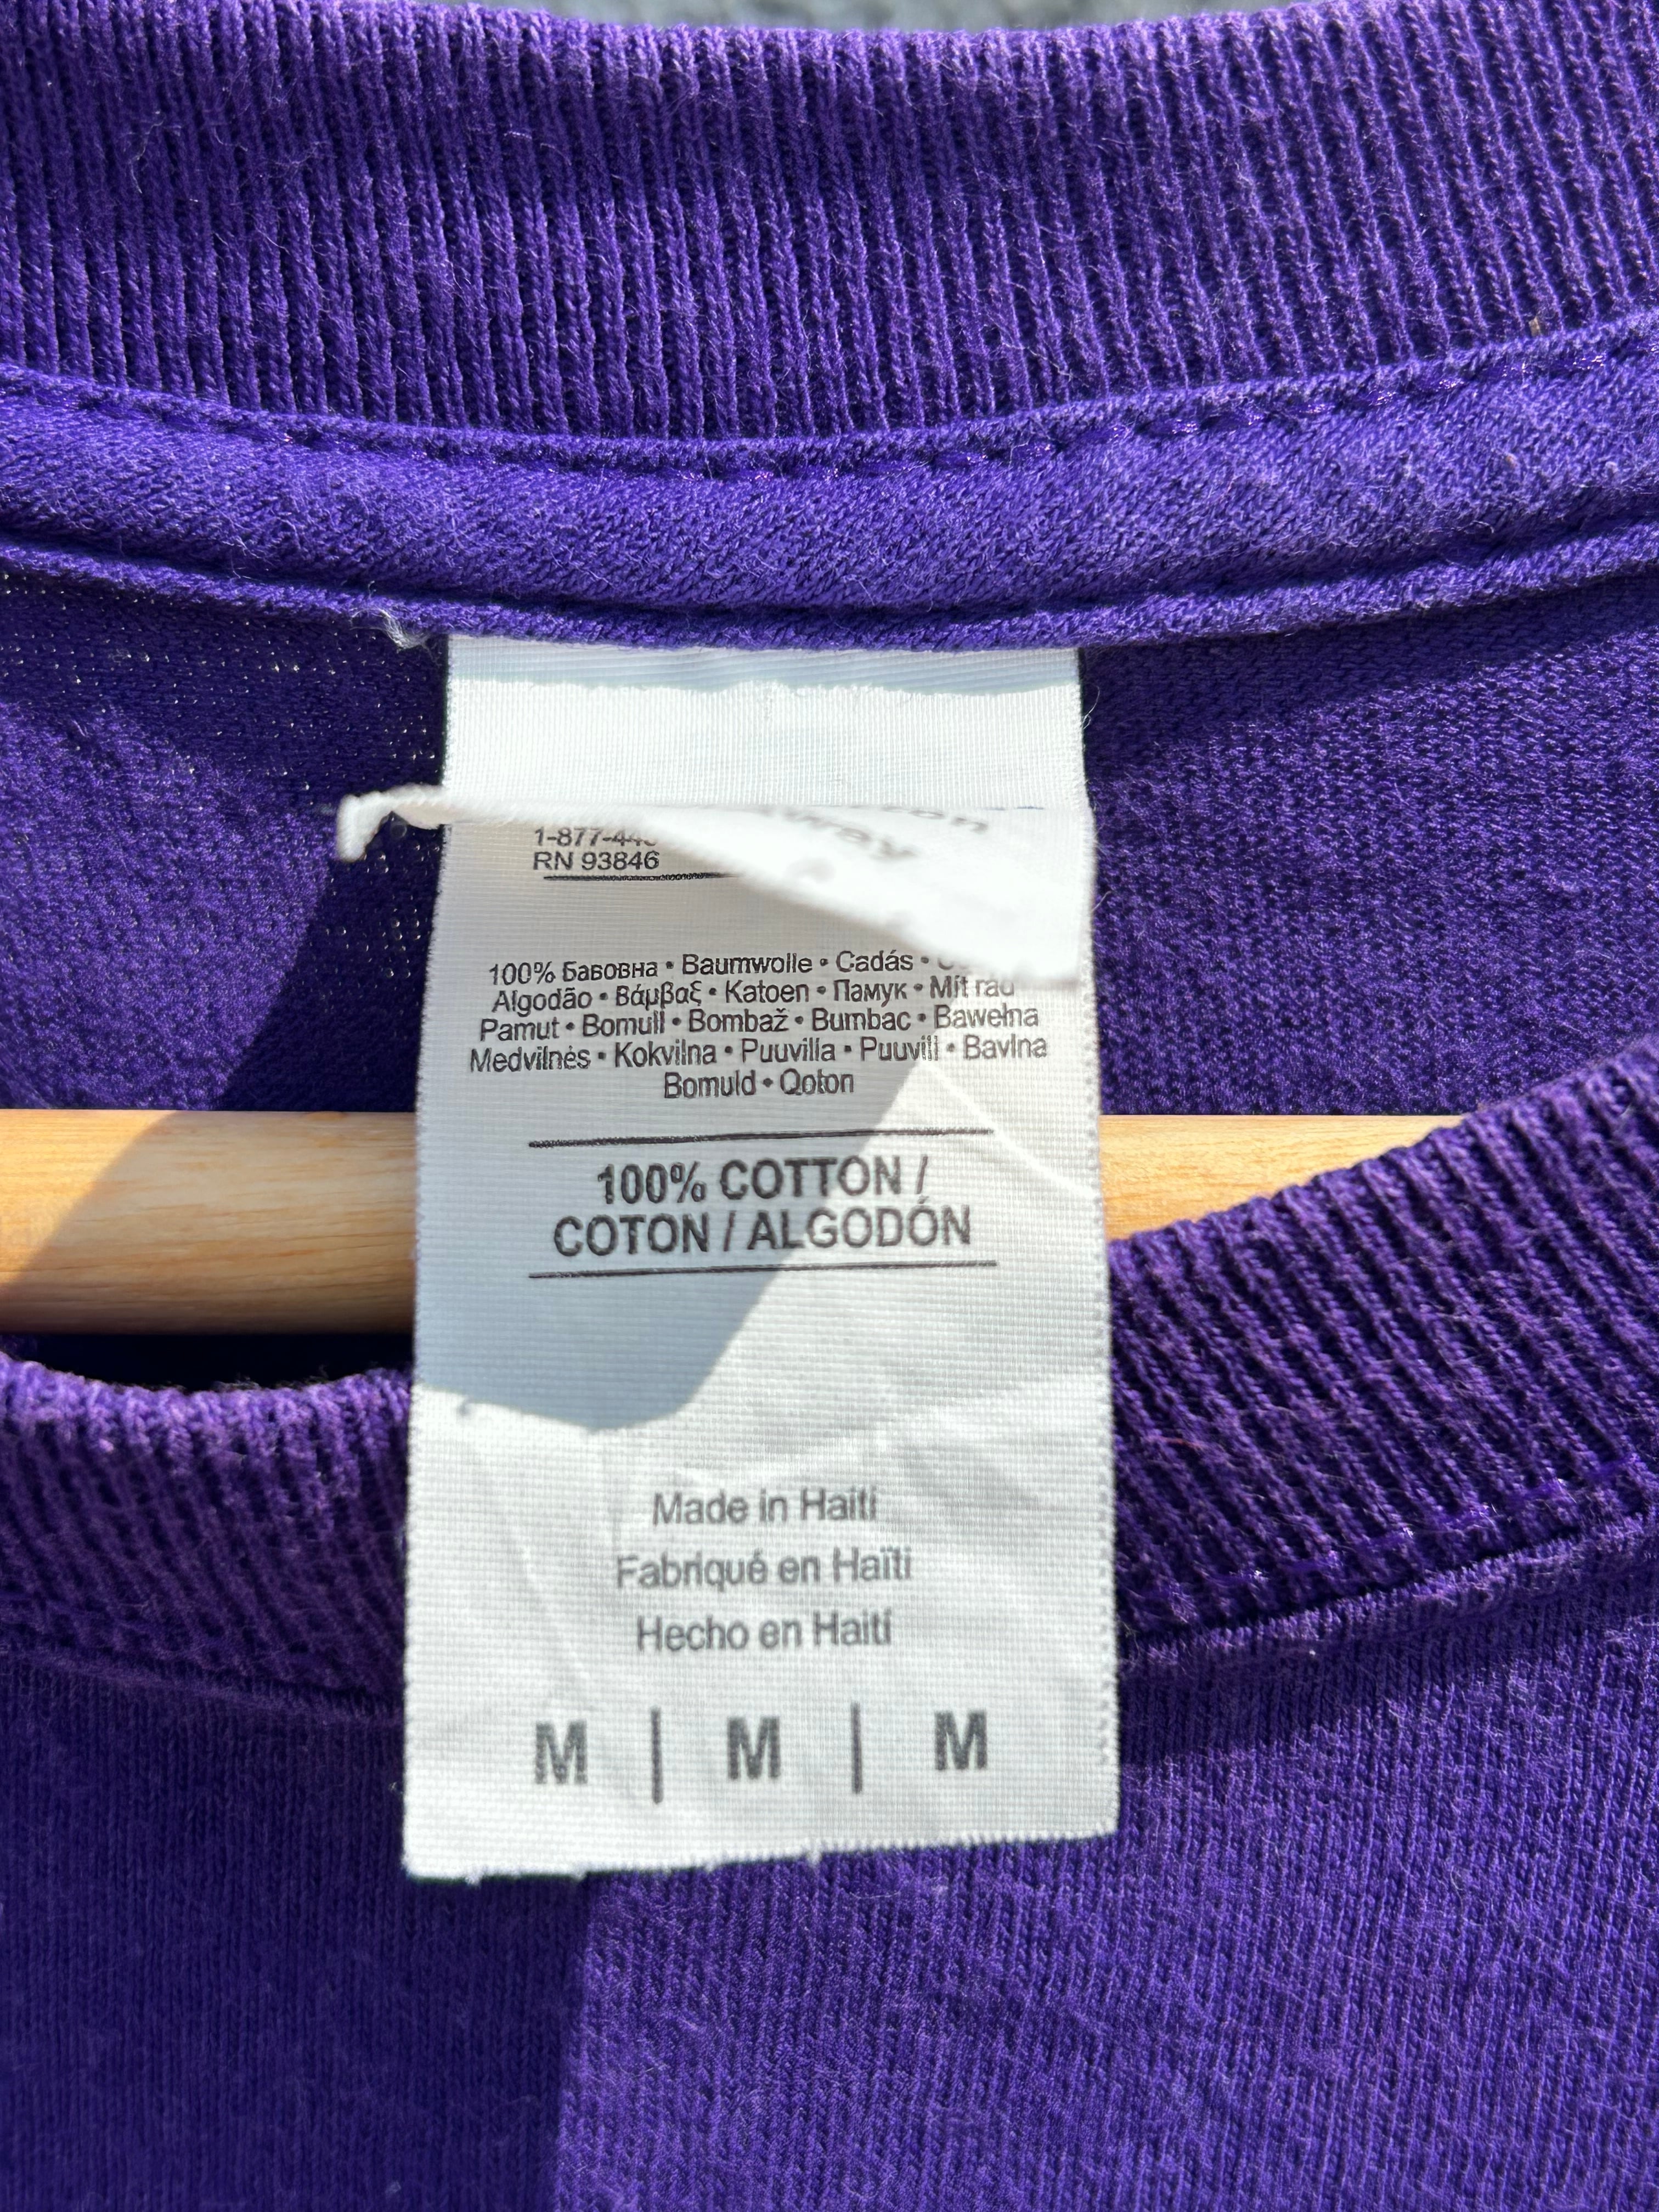 1-877-44
RN 93846
100% Бавовна • Baumwolle • Cadás •
Algodão • Βάμβαξ • Katoen • Памук • Mít rád
Pamut • Bomull • Bombaž • Bumbac • Bawełna
Medvilnės • Kokvilna • Puuvilla • Puuvill • Bavlna
Bomuld • Qoton
100% COTTON /
COTON / ALGODÓN
Made in Haiti
Fabriqué en Haïti
Hecho en Haití
M | M | M